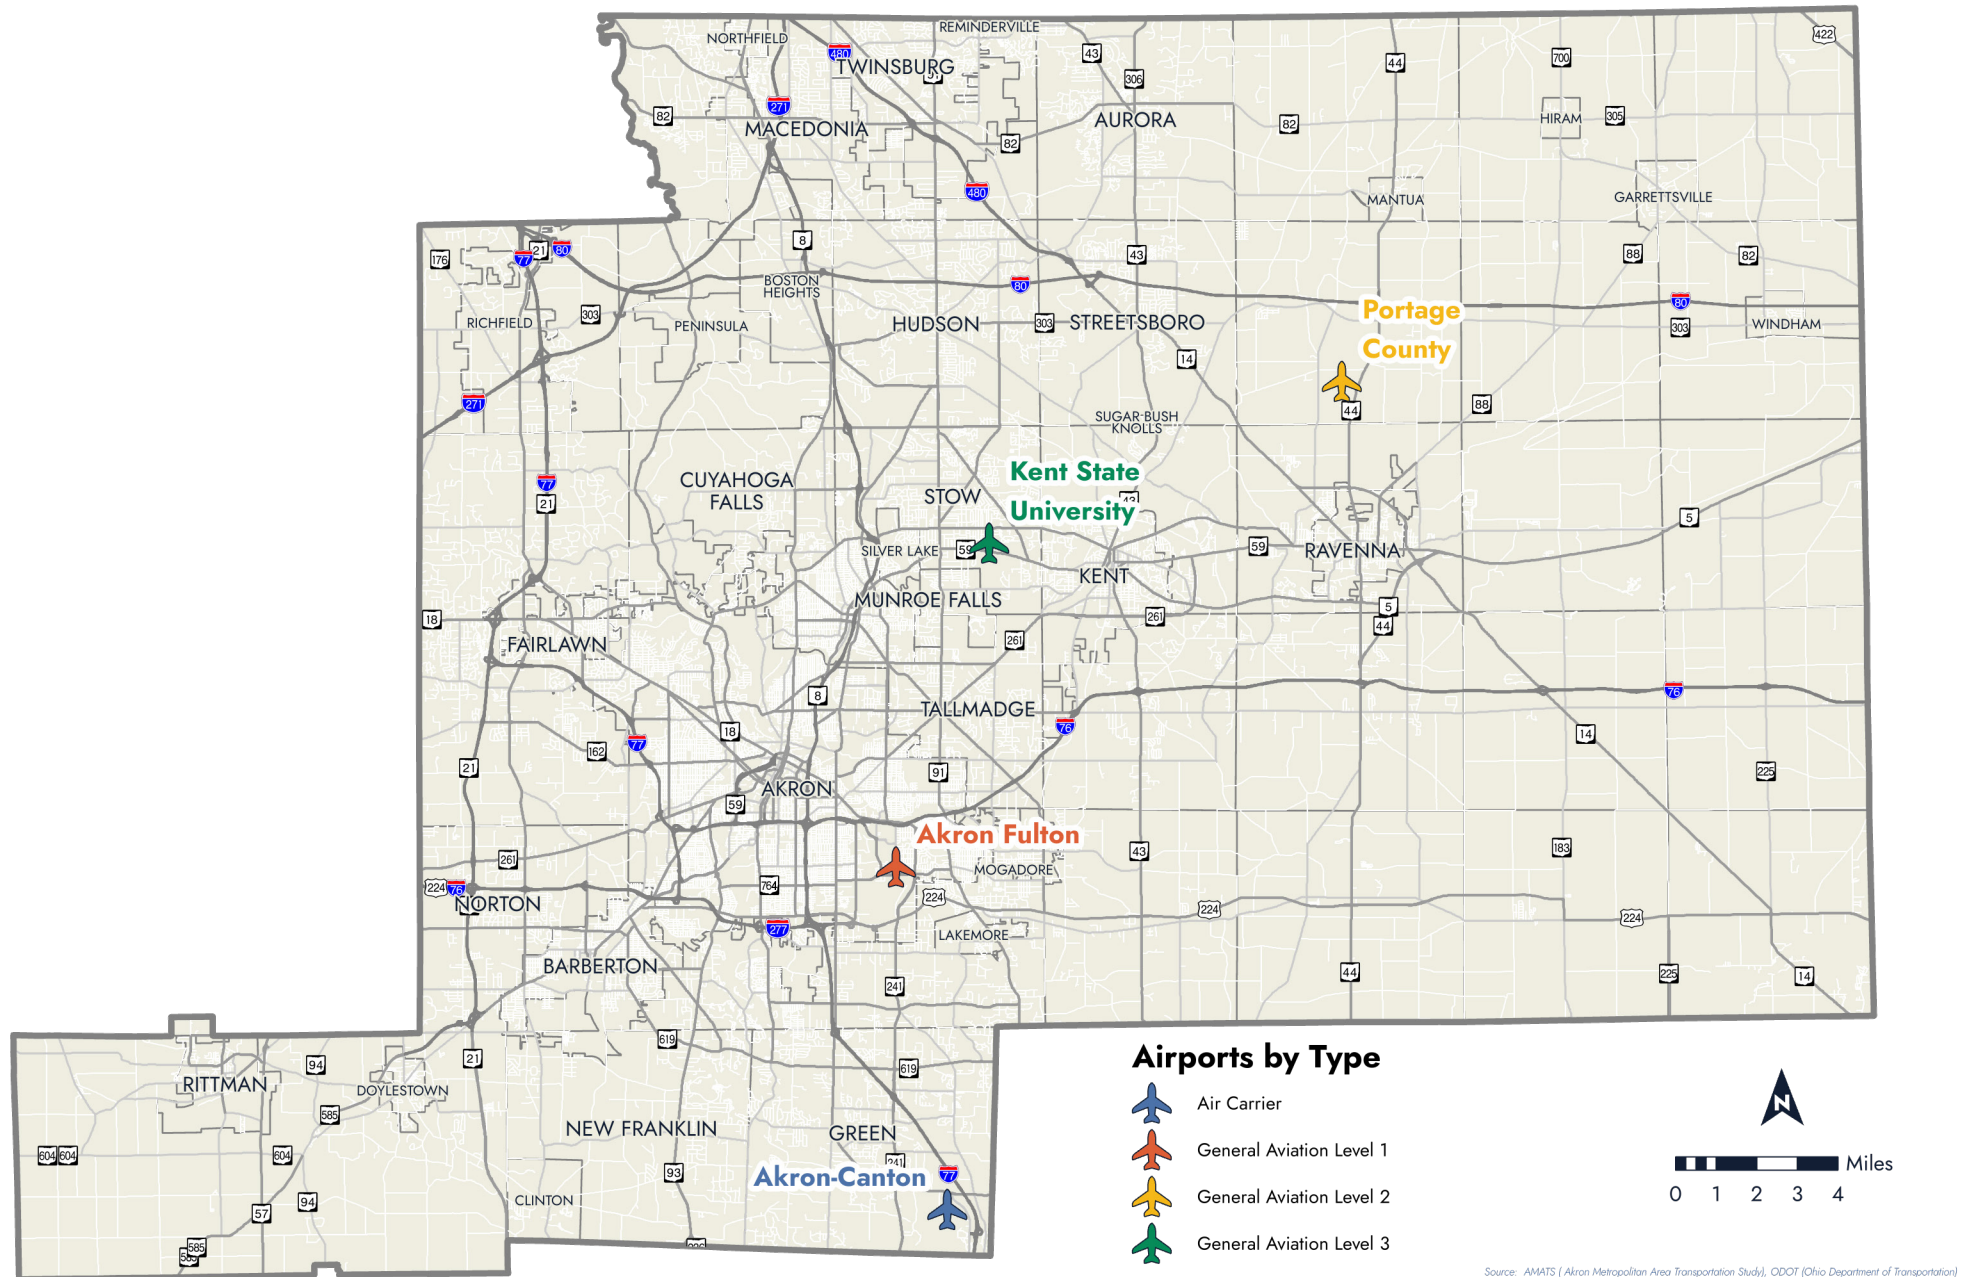 REMINDERVILLE
422
NORTHFIELD
480
43
44
700
TWINSBURG
306
271
82
MACEDONIA
AURORA
82
HIRAM
305
82
480
MANTUA
GARRETTSVILLE
8
176
77
21
80
43
88
82
BOSTON
HEIGHTS
80
80
303
RICHFIELD
PENINSULA
HUDSON
303
STREETSBORO
Portage
County
303
WINDHAM
14
271
44
88
SUGAR BUSH
KNOLLS
77
21
CUYAHOGA
FALLS
STOW
Kent State
University
43
5
SILVER LAKE
59
59
RAVENNA
KENT
MUNROE FALLS
18
261
5
44
FAIRLAWN
261
8
76
TALLMADGE
76
18
77
162
14
21
91
225
AKRON
59
Akron Fulton
261
43
183
MOGADORE
224
76
764
224
NORTON
224
224
277
LAKEMORE
BARBERTON
44
225
14
241
619
21
94
619
RITTMAN
DOYLESTOWN
585
NEW FRANKLIN
GREEN
604
604
604
241
93
Akron-Canton
77
94
CLINTON
57
585
Airports by Type
Air Carrier
General Aviation Level 1
General Aviation Level 2
General Aviation Level 3
N
Miles
0 1 2 3 4
Source: AMATS ( Akron Metropolitan Area Transportation Study), ODOT (Ohio Department of Transportation)